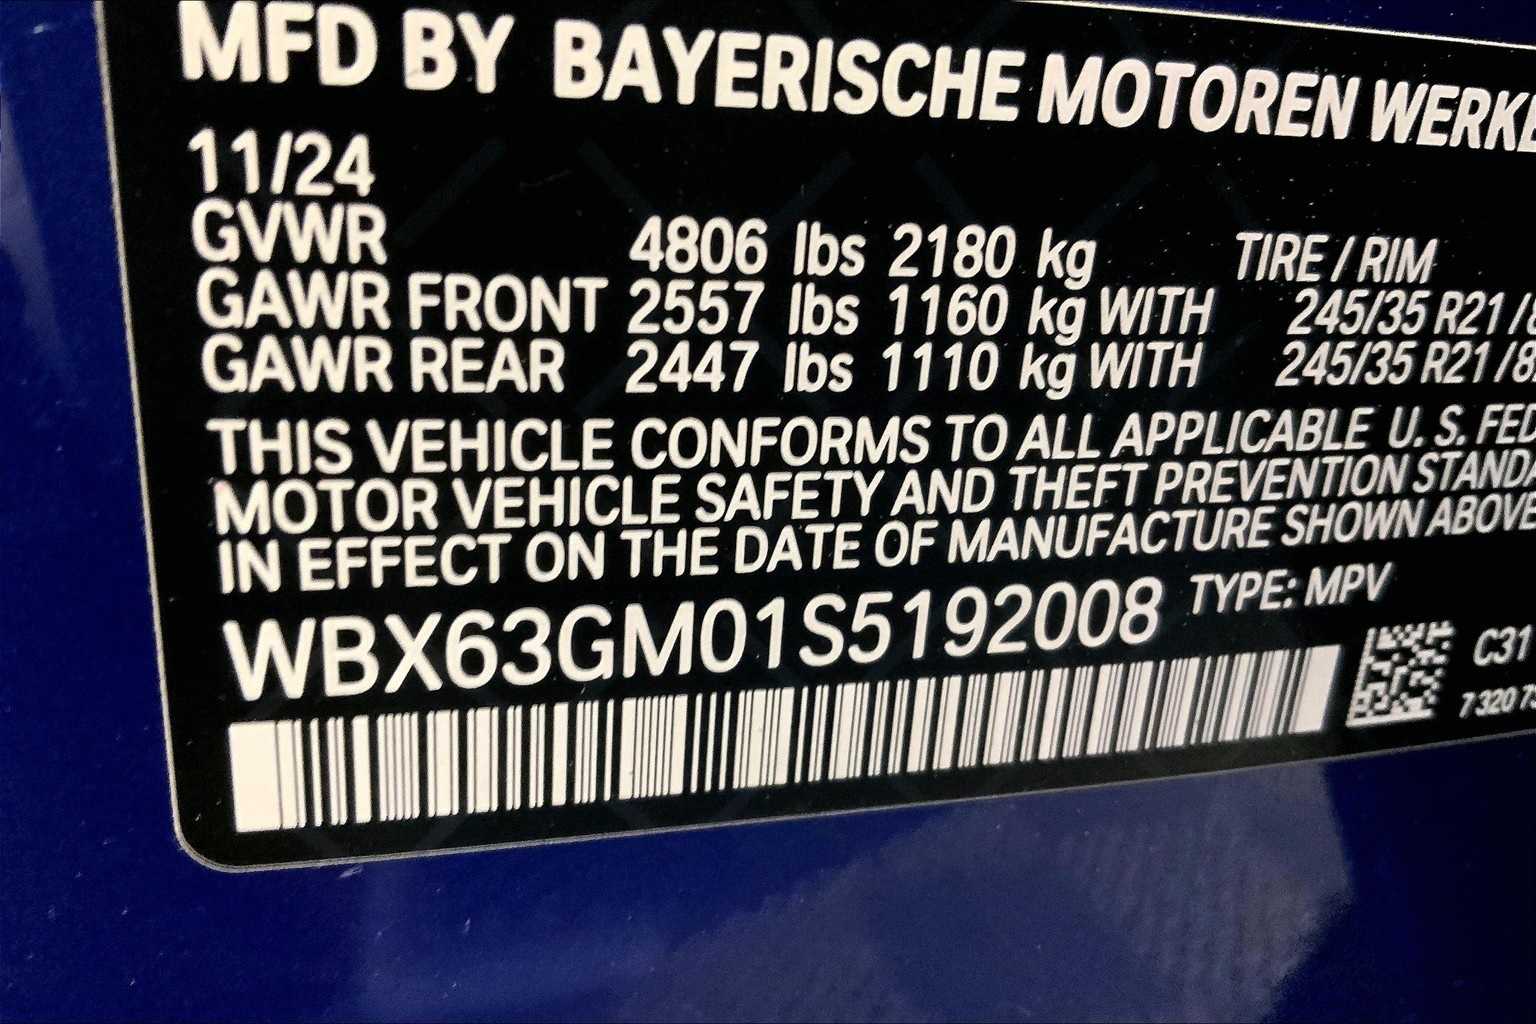 MFD BY BAYERISCHE MOTOREN
11/24
GVWR 4806 lbs 2180 kg TIRE / RIM
GAWR FRONT 2557 lbs 1160 kg WITH 245/35 R21 /
GAWR REAR 2447 lbs 1110 kg WITH 245/35 R21 /
THIS VEHICLE CONFORMS TO ALL APPLICABLE U. S.
MOTOR VEHICLE SAFETY AND THEFT PREVENTION
IN EFFECT ON THE DATE OF MANUFACTURE SHOWN ABOVE
WBX63GM01S5192008 TYPE: MPV
C31
7 320